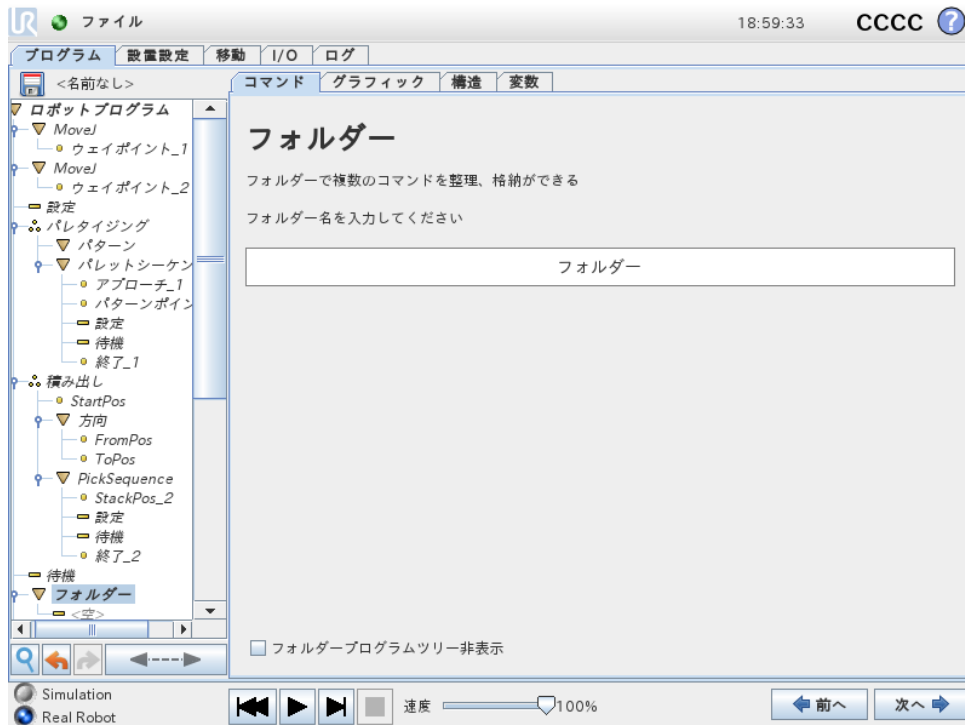 UR ファイル 18:59:33 CCCC ?
プログラム 設置設定 移動 I/O ログ
<名前なし>
コマンド グラフィック 構造 変数
ロボットプログラム
MoveJ
ウェイポイント_1
MoveJ
ウェイポイント_2
設定
パレタイジング
パターン
パレットシーケン
アプローチ_1
パターンポイン
設定
待機
終了_1
積み出し
StartPos
方向
FromPos
ToPos
PickSequence
StackPos_2
設定
待機
終了_2
待機
フォルダー
<空>
フォルダー
フォルダーで複数のコマンドを整理、格納ができる
フォルダー名を入力してください
フォルダー
フォルダープログラムツリー非表示
Simulation
Real Robot
速度 100%
前へ 次へ